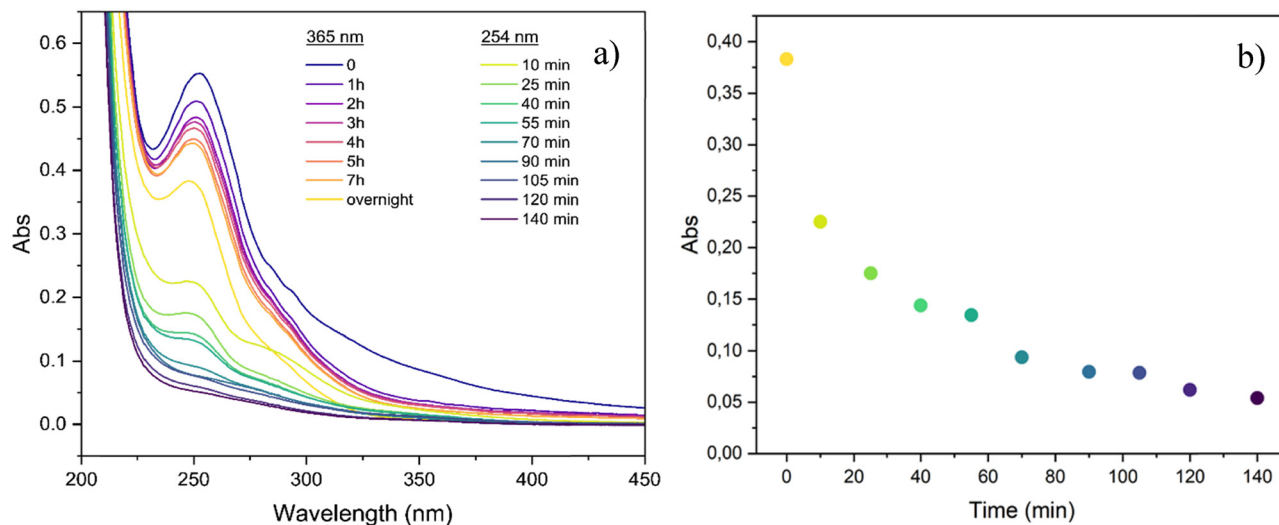 0.6
0.5
0.4
0.3
0.2
0.1
0.0
Abs
200 250 300 350 400 450
Wavelength (nm)
365 nm
0
1h
2h
3h
4h
5h
7h
overnight
254 nm
10 min
25 min
40 min
55 min
70 min
90 min
105 min
120 min
140 min
a)
0,40
0,35
0,30
0,25
0,20
0,15
0,10
0,05
0,00
Abs
0 20 40 60 80 100 120 140
Time (min)
b)